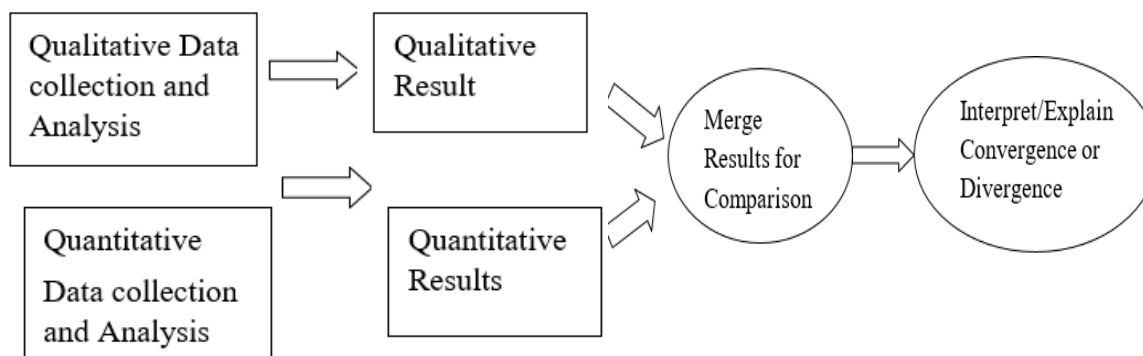 Qualitative Data
collection and
Analysis
Qualitative
Result
Merge
Results for
Comparison
Interpret/Explain
Convergence or
Divergence
Quantitative
Data collection
and Analysis
Quantitative
Results